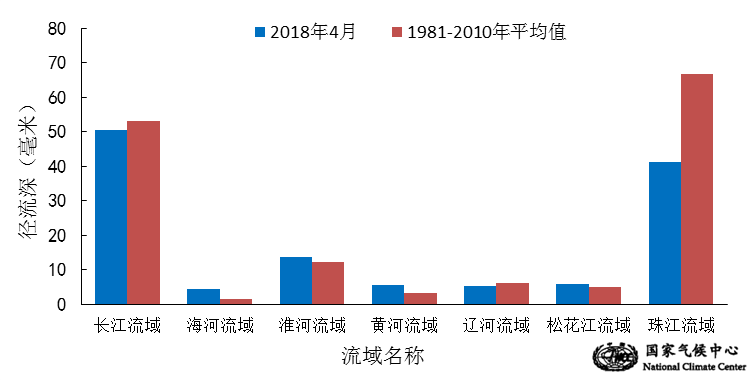 2018年4月 1981-2010年平均值
80
70
60
50
40
30
20
10
0
径流深（毫米）
长江流域 海河流域 淮河流域 黄河流域 辽河流域 松花江流域 珠江流域
流域名称
国家气候中心
National Climate Center